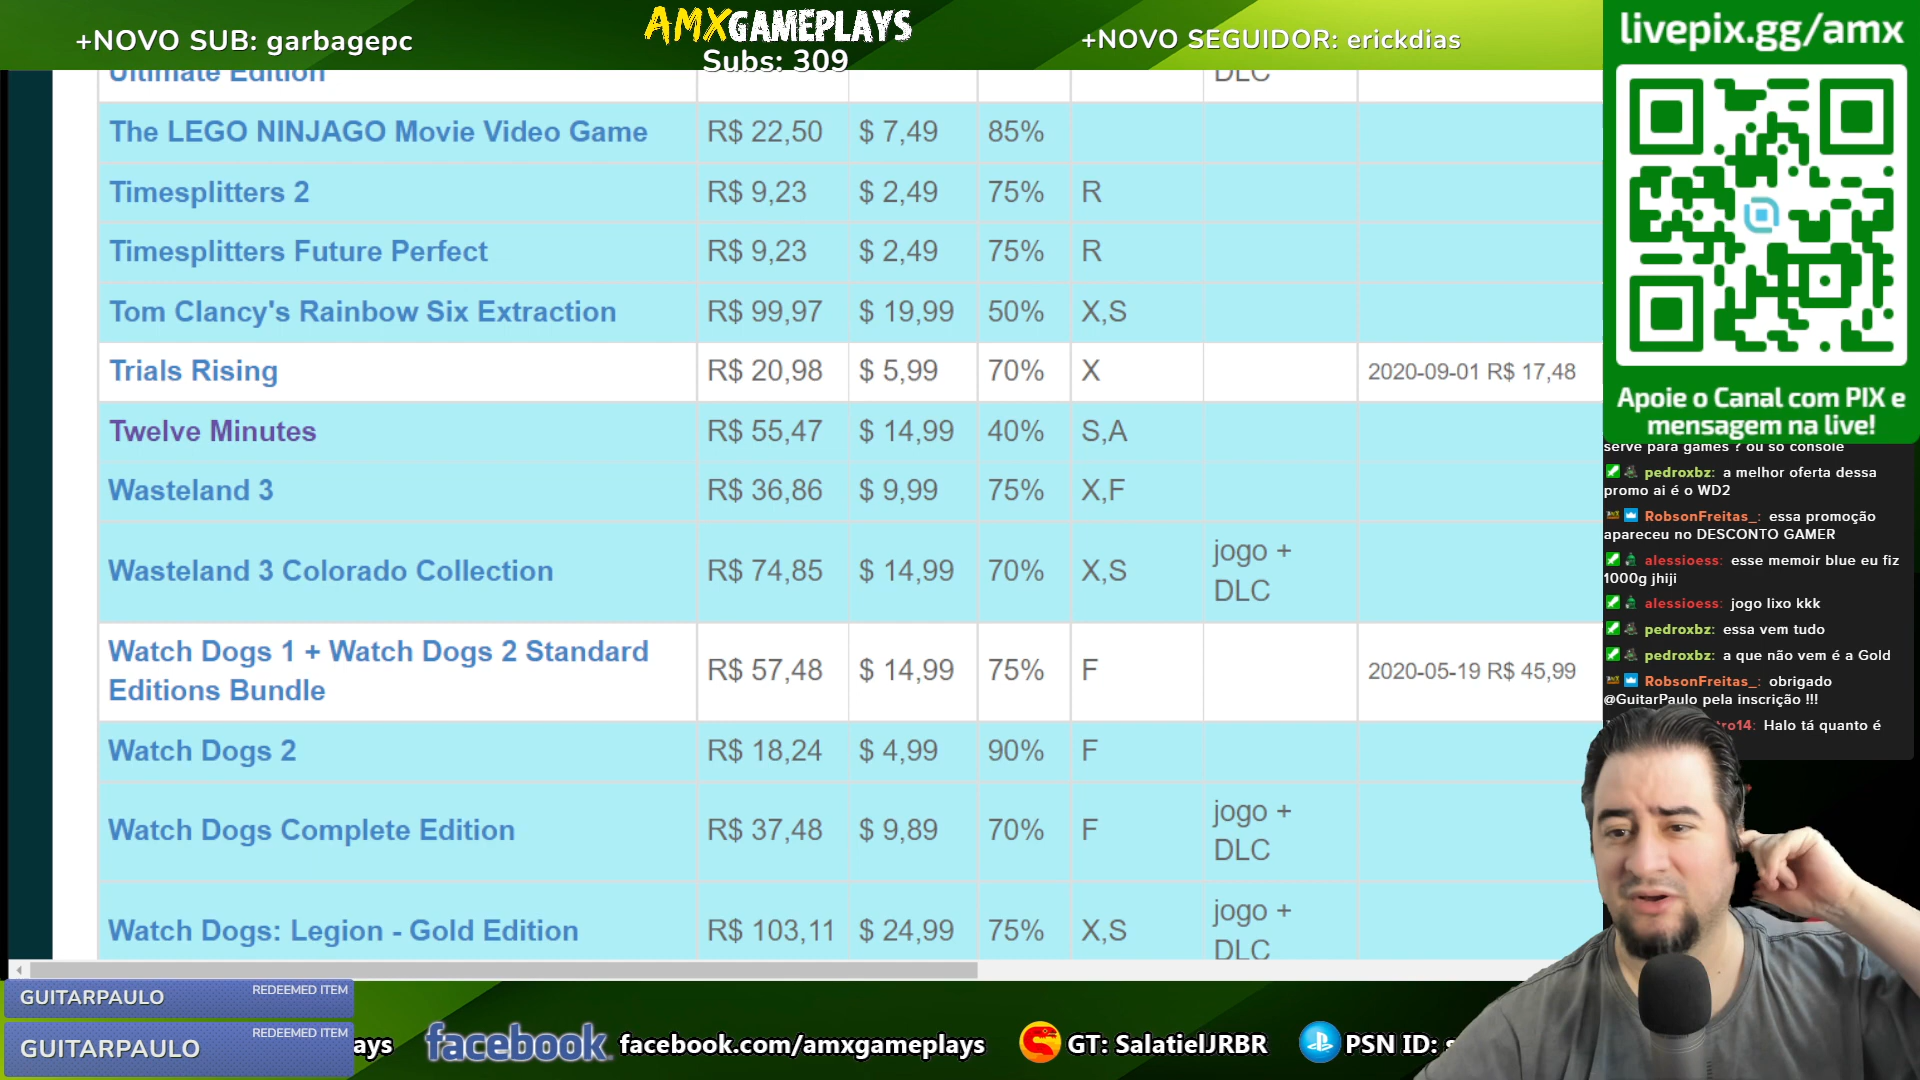 +NOVO SUB: garbagepc
AMXGAMEPLAYS
Subs: 309
+NOVO SEGUIDOR: erickdias
livepix.gg/amx
Ultimate Edition DLC
The LEGO NINJAGO Movie Video Game R$ 22,50 $ 7,49 85%
Timesplitters 2 R$ 9,23 $ 2,49 75% R
Timesplitters Future Perfect R$ 9,23 $ 2,49 75% R
Tom Clancy's Rainbow Six Extraction R$ 99,97 $ 19,99 50% X,S
Trials Rising R$ 20,98 $ 5,99 70% X 2020-09-01 R$ 17,48
Twelve Minutes R$ 55,47 $ 14,99 40% S,A
Wasteland 3 R$ 36,86 $ 9,99 75% X,F
Wasteland 3 Colorado Collection R$ 74,85 $ 14,99 70% X,S jogo +
DLC
Watch Dogs 1 + Watch Dogs 2 Standard
Editions Bundle R$ 57,48 $ 14,99 75% F 2020-05-19 R$ 45,99
Watch Dogs 2 R$ 18,24 $ 4,99 90% F
Watch Dogs Complete Edition R$ 37,48 $ 9,89 70% F jogo +
DLC
Watch Dogs: Legion - Gold Edition R$ 103,11 $ 24,99 75% X,S jogo +
DLC
Apoie o Canal com PIX e
mensagem na live!
serve para games ? ou so console
pedroxbz: a melhor oferta dessa
promo ai é o WD2
RobsonFreitas_: essa promoção
apareceu no DESCONTO GAMER
alessioess: esse memoir blue eu fiz
1000g jhiji
alessioess: jogo lixo kkk
pedroxbz: essa vem tudo
pedroxbz: a que não vem é a Gold
RobsonFreitas_: obrigado
@GuitarPaulo pela inscrição !!!
ro14: Halo tá quanto é
GUITARPAULO REDEEMED ITEM
GUITARPAULO REDEEMED ITEM
ays
facebook facebook.com/amxgameplays
GT: SalatielJRBR
PSN ID: